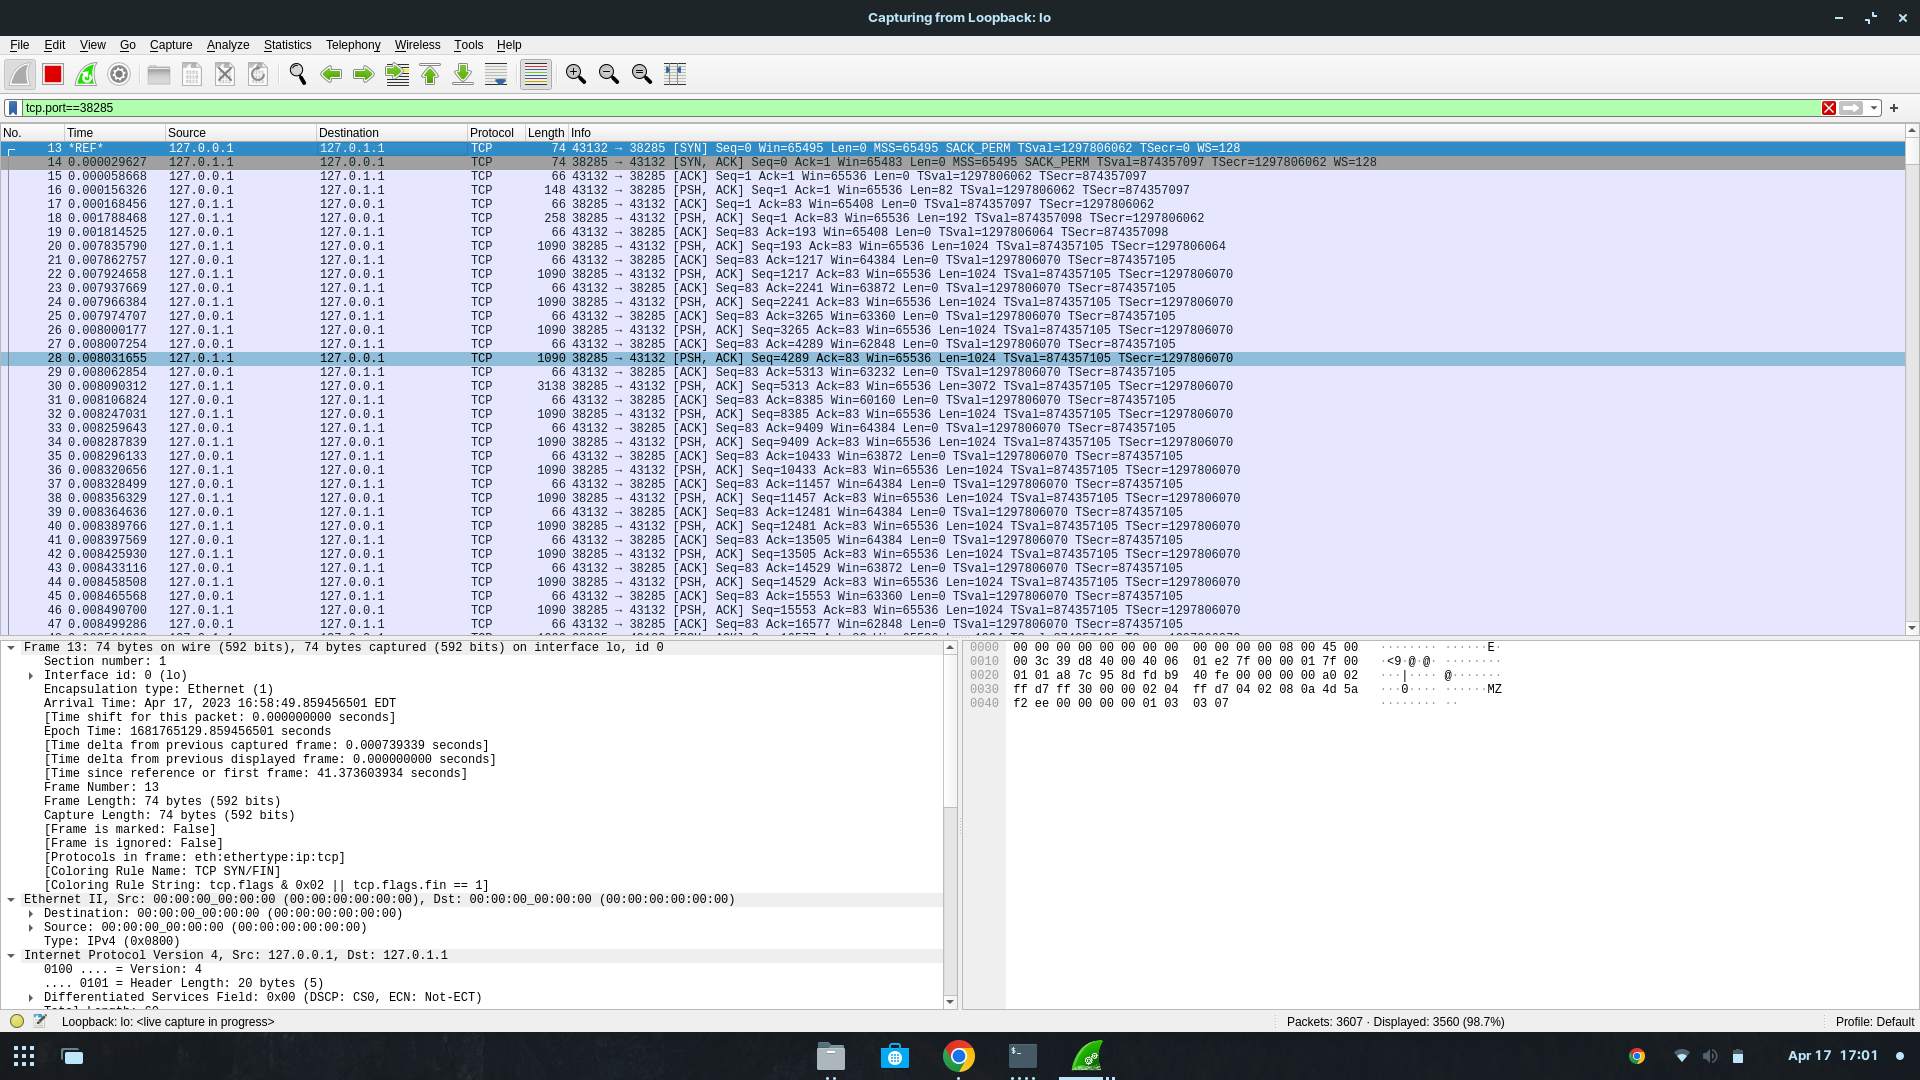 Capturing from Loopback: lo
File Edit View Go Capture Analyze Statistics Telephony Wireless Tools Help
tcp.port==38285
No. Time Source Destination Protocol Length Info
13 *REF* 127.0.0.1 127.0.1.1 TCP 74 43132 → 38285 [SYN] Seq=0 Win=65495 Len=0 MSS=65495 SACK_PERM TSval=1297806062 TSecr=0 WS=128
14 0.000029627 127.0.1.1 127.0.0.1 TCP 74 38285 → 43132 [SYN, ACK] Seq=0 Ack=1 Win=65483 Len=0 MSS=65495 SACK_PERM TSval=874357097 TSecr=1297806062 WS=128
15 0.000058668 127.0.0.1 127.0.1.1 TCP 66 43132 → 38285 [ACK] Seq=1 Ack=1 Win=65536 Len=0 TSval=1297806062 TSecr=874357097
16 0.000156326 127.0.0.1 127.0.1.1 TCP 148 43132 → 38285 [PSH, ACK] Seq=1 Ack=1 Win=65536 Len=82 TSval=1297806062 TSecr=874357097
17 0.000168456 127.0.1.1 127.0.0.1 TCP 66 38285 → 43132 [ACK] Seq=1 Ack=83 Win=65408 Len=0 TSval=874357097 TSecr=1297806062
18 0.001788468 127.0.1.1 127.0.0.1 TCP 258 38285 → 43132 [PSH, ACK] Seq=1 Ack=83 Win=65536 Len=192 TSval=874357098 TSecr=1297806062
19 0.001814525 127.0.0.1 127.0.1.1 TCP 66 43132 → 38285 [ACK] Seq=83 Ack=193 Win=65408 Len=0 TSval=1297806064 TSecr=874357098
20 0.007835790 127.0.1.1 127.0.0.1 TCP 1090 38285 → 43132 [PSH, ACK] Seq=193 Ack=83 Win=65536 Len=1024 TSval=874357105 TSecr=1297806064
21 0.007862757 127.0.0.1 127.0.1.1 TCP 66 43132 → 38285 [ACK] Seq=83 Ack=1217 Win=64384 Len=0 TSval=1297806070 TSecr=874357105
22 0.007924658 127.0.1.1 127.0.0.1 TCP 1090 38285 → 43132 [PSH, ACK] Seq=1217 Ack=83 Win=65536 Len=1024 TSval=874357105 TSecr=1297806070
23 0.007937669 127.0.0.1 127.0.1.1 TCP 66 43132 → 38285 [ACK] Seq=83 Ack=2241 Win=63872 Len=0 TSval=1297806070 TSecr=874357105
24 0.007966384 127.0.1.1 127.0.0.1 TCP 1090 38285 → 43132 [PSH, ACK] Seq=2241 Ack=83 Win=65536 Len=1024 TSval=874357105 TSecr=1297806070
25 0.007974707 127.0.0.1 127.0.1.1 TCP 66 43132 → 38285 [ACK] Seq=83 Ack=3265 Win=63360 Len=0 TSval=1297806070 TSecr=874357105
26 0.008000177 127.0.1.1 127.0.0.1 TCP 1090 38285 → 43132 [PSH, ACK] Seq=3265 Ack=83 Win=65536 Len=1024 TSval=874357105 TSecr=1297806070
27 0.008007254 127.0.0.1 127.0.1.1 TCP 66 43132 → 38285 [ACK] Seq=83 Ack=4289 Win=62848 Len=0 TSval=1297806070 TSecr=874357105
28 0.008031655 127.0.1.1 127.0.0.1 TCP 1090 38285 → 43132 [PSH, ACK] Seq=4289 Ack=83 Win=65536 Len=1024 TSval=874357105 TSecr=1297806070
29 0.008062854 127.0.0.1 127.0.1.1 TCP 66 43132 → 38285 [ACK] Seq=83 Ack=5313 Win=63232 Len=0 TSval=1297806070 TSecr=874357105
30 0.008090312 127.0.1.1 127.0.0.1 TCP 3138 38285 → 43132 [PSH, ACK] Seq=5313 Ack=83 Win=65536 Len=3072 TSval=874357105 TSecr=1297806070
31 0.008106824 127.0.0.1 127.0.1.1 TCP 66 43132 → 38285 [ACK] Seq=83 Ack=8385 Win=60160 Len=0 TSval=1297806070 TSecr=874357105
32 0.008247031 127.0.1.1 127.0.0.1 TCP 1090 38285 → 43132 [PSH, ACK] Seq=8385 Ack=83 Win=65536 Len=1024 TSval=874357105 TSecr=1297806070
33 0.008259643 127.0.0.1 127.0.1.1 TCP 66 43132 → 38285 [ACK] Seq=83 Ack=9409 Win=64384 Len=0 TSval=1297806070 TSecr=874357105
34 0.008287839 127.0.1.1 127.0.0.1 TCP 1090 38285 → 43132 [PSH, ACK] Seq=9409 Ack=83 Win=65536 Len=1024 TSval=874357105 TSecr=1297806070
35 0.008296133 127.0.0.1 127.0.1.1 TCP 66 43132 → 38285 [ACK] Seq=83 Ack=10433 Win=63872 Len=0 TSval=1297806070 TSecr=874357105
36 0.008320656 127.0.1.1 127.0.0.1 TCP 1090 38285 → 43132 [PSH, ACK] Seq=10433 Ack=83 Win=65536 Len=1024 TSval=874357105 TSecr=1297806070
37 0.008328499 127.0.0.1 127.0.1.1 TCP 66 43132 → 38285 [ACK] Seq=83 Ack=11457 Win=64384 Len=0 TSval=1297806070 TSecr=874357105
38 0.008356329 127.0.1.1 127.0.0.1 TCP 1090 38285 → 43132 [PSH, ACK] Seq=11457 Ack=83 Win=65536 Len=1024 TSval=874357105 TSecr=1297806070
39 0.008364636 127.0.0.1 127.0.1.1 TCP 66 43132 → 38285 [ACK] Seq=83 Ack=12481 Win=64384 Len=0 TSval=1297806070 TSecr=874357105
40 0.008389766 127.0.1.1 127.0.0.1 TCP 1090 38285 → 43132 [PSH, ACK] Seq=12481 Ack=83 Win=65536 Len=1024 TSval=874357105 TSecr=1297806070
41 0.008397569 127.0.0.1 127.0.1.1 TCP 66 43132 → 38285 [ACK] Seq=83 Ack=13505 Win=64384 Len=0 TSval=1297806070 TSecr=874357105
42 0.008425930 127.0.1.1 127.0.0.1 TCP 1090 38285 → 43132 [PSH, ACK] Seq=13505 Ack=83 Win=65536 Len=1024 TSval=874357105 TSecr=1297806070
43 0.008433116 127.0.0.1 127.0.1.1 TCP 66 43132 → 38285 [ACK] Seq=83 Ack=14529 Win=63872 Len=0 TSval=1297806070 TSecr=874357105
44 0.008458508 127.0.1.1 127.0.0.1 TCP 1090 38285 → 43132 [PSH, ACK] Seq=14529 Ack=83 Win=65536 Len=1024 TSval=874357105 TSecr=1297806070
45 0.008465568 127.0.0.1 127.0.1.1 TCP 66 43132 → 38285 [ACK] Seq=83 Ack=15553 Win=63360 Len=0 TSval=1297806070 TSecr=874357105
46 0.008490700 127.0.1.1 127.0.0.1 TCP 1090 38285 → 43132 [PSH, ACK] Seq=15553 Ack=83 Win=65536 Len=1024 TSval=874357105 TSecr=1297806070
47 0.008499286 127.0.0.1 127.0.1.1 TCP 66 43132 → 38285 [ACK] Seq=83 Ack=16577 Win=62848 Len=0 TSval=1297806070 TSecr=874357105
Frame 13: 74 bytes on wire (592 bits), 74 bytes captured (592 bits) on interface lo, id 0
Section number: 1
Interface id: 0 (lo)
Encapsulation type: Ethernet (1)
Arrival Time: Apr 17, 2023 16:58:49.859456501 EDT
[Time shift for this packet: 0.000000000 seconds]
Epoch Time: 1681765129.859456501 seconds
[Time delta from previous captured frame: 0.000739339 seconds]
[Time delta from previous displayed frame: 0.000000000 seconds]
[Time since reference or first frame: 41.373603934 seconds]
Frame Number: 13
Frame Length: 74 bytes (592 bits)
Capture Length: 74 bytes (592 bits)
[Frame is marked: False]
[Frame is ignored: False]
[Protocols in frame: eth:ethertype:ip:tcp]
[Coloring Rule Name: TCP SYN/FIN]
[Coloring Rule String: tcp.flags & 0x02 || tcp.flags.fin == 1]
Ethernet II, Src: 00:00:00_00:00:00 (00:00:00:00:00:00), Dst: 00:00:00_00:00:00 (00:00:00:00:00:00)
Destination: 00:00:00_00:00:00 (00:00:00:00:00:00)
Source: 00:00:00_00:00:00 (00:00:00:00:00:00)
Type: IPv4 (0x0800)
Internet Protocol Version 4, Src: 127.0.0.1, Dst: 127.0.1.1
0100 .... = Version: 4
.... 0101 = Header Length: 20 bytes (5)
Differentiated Services Field: 0x00 (DSCP: CS0, ECN: Not-ECT)
0000 00 00 00 00 00 00 00 00 00 00 00 00 08 00 45 00 ········ ······E·
0010 00 3c 39 d8 40 00 40 06 01 e2 7f 00 00 01 7f 00 ·<9·@·@· ········
0020 01 01 a8 7c 95 8d fd b9 40 fe 00 00 00 00 a0 02 ···|···· @·······
0030 ff d7 ff 30 00 00 02 04 ff d7 04 02 08 0a 4d 5a ···0···· ······MZ
0040 f2 ee 00 00 00 00 01 03 03 07 ········ ··
Loopback: lo: <live capture in progress>
Packets: 3607 · Displayed: 3560 (98.7%)
Profile: Default
Apr 17 17:01